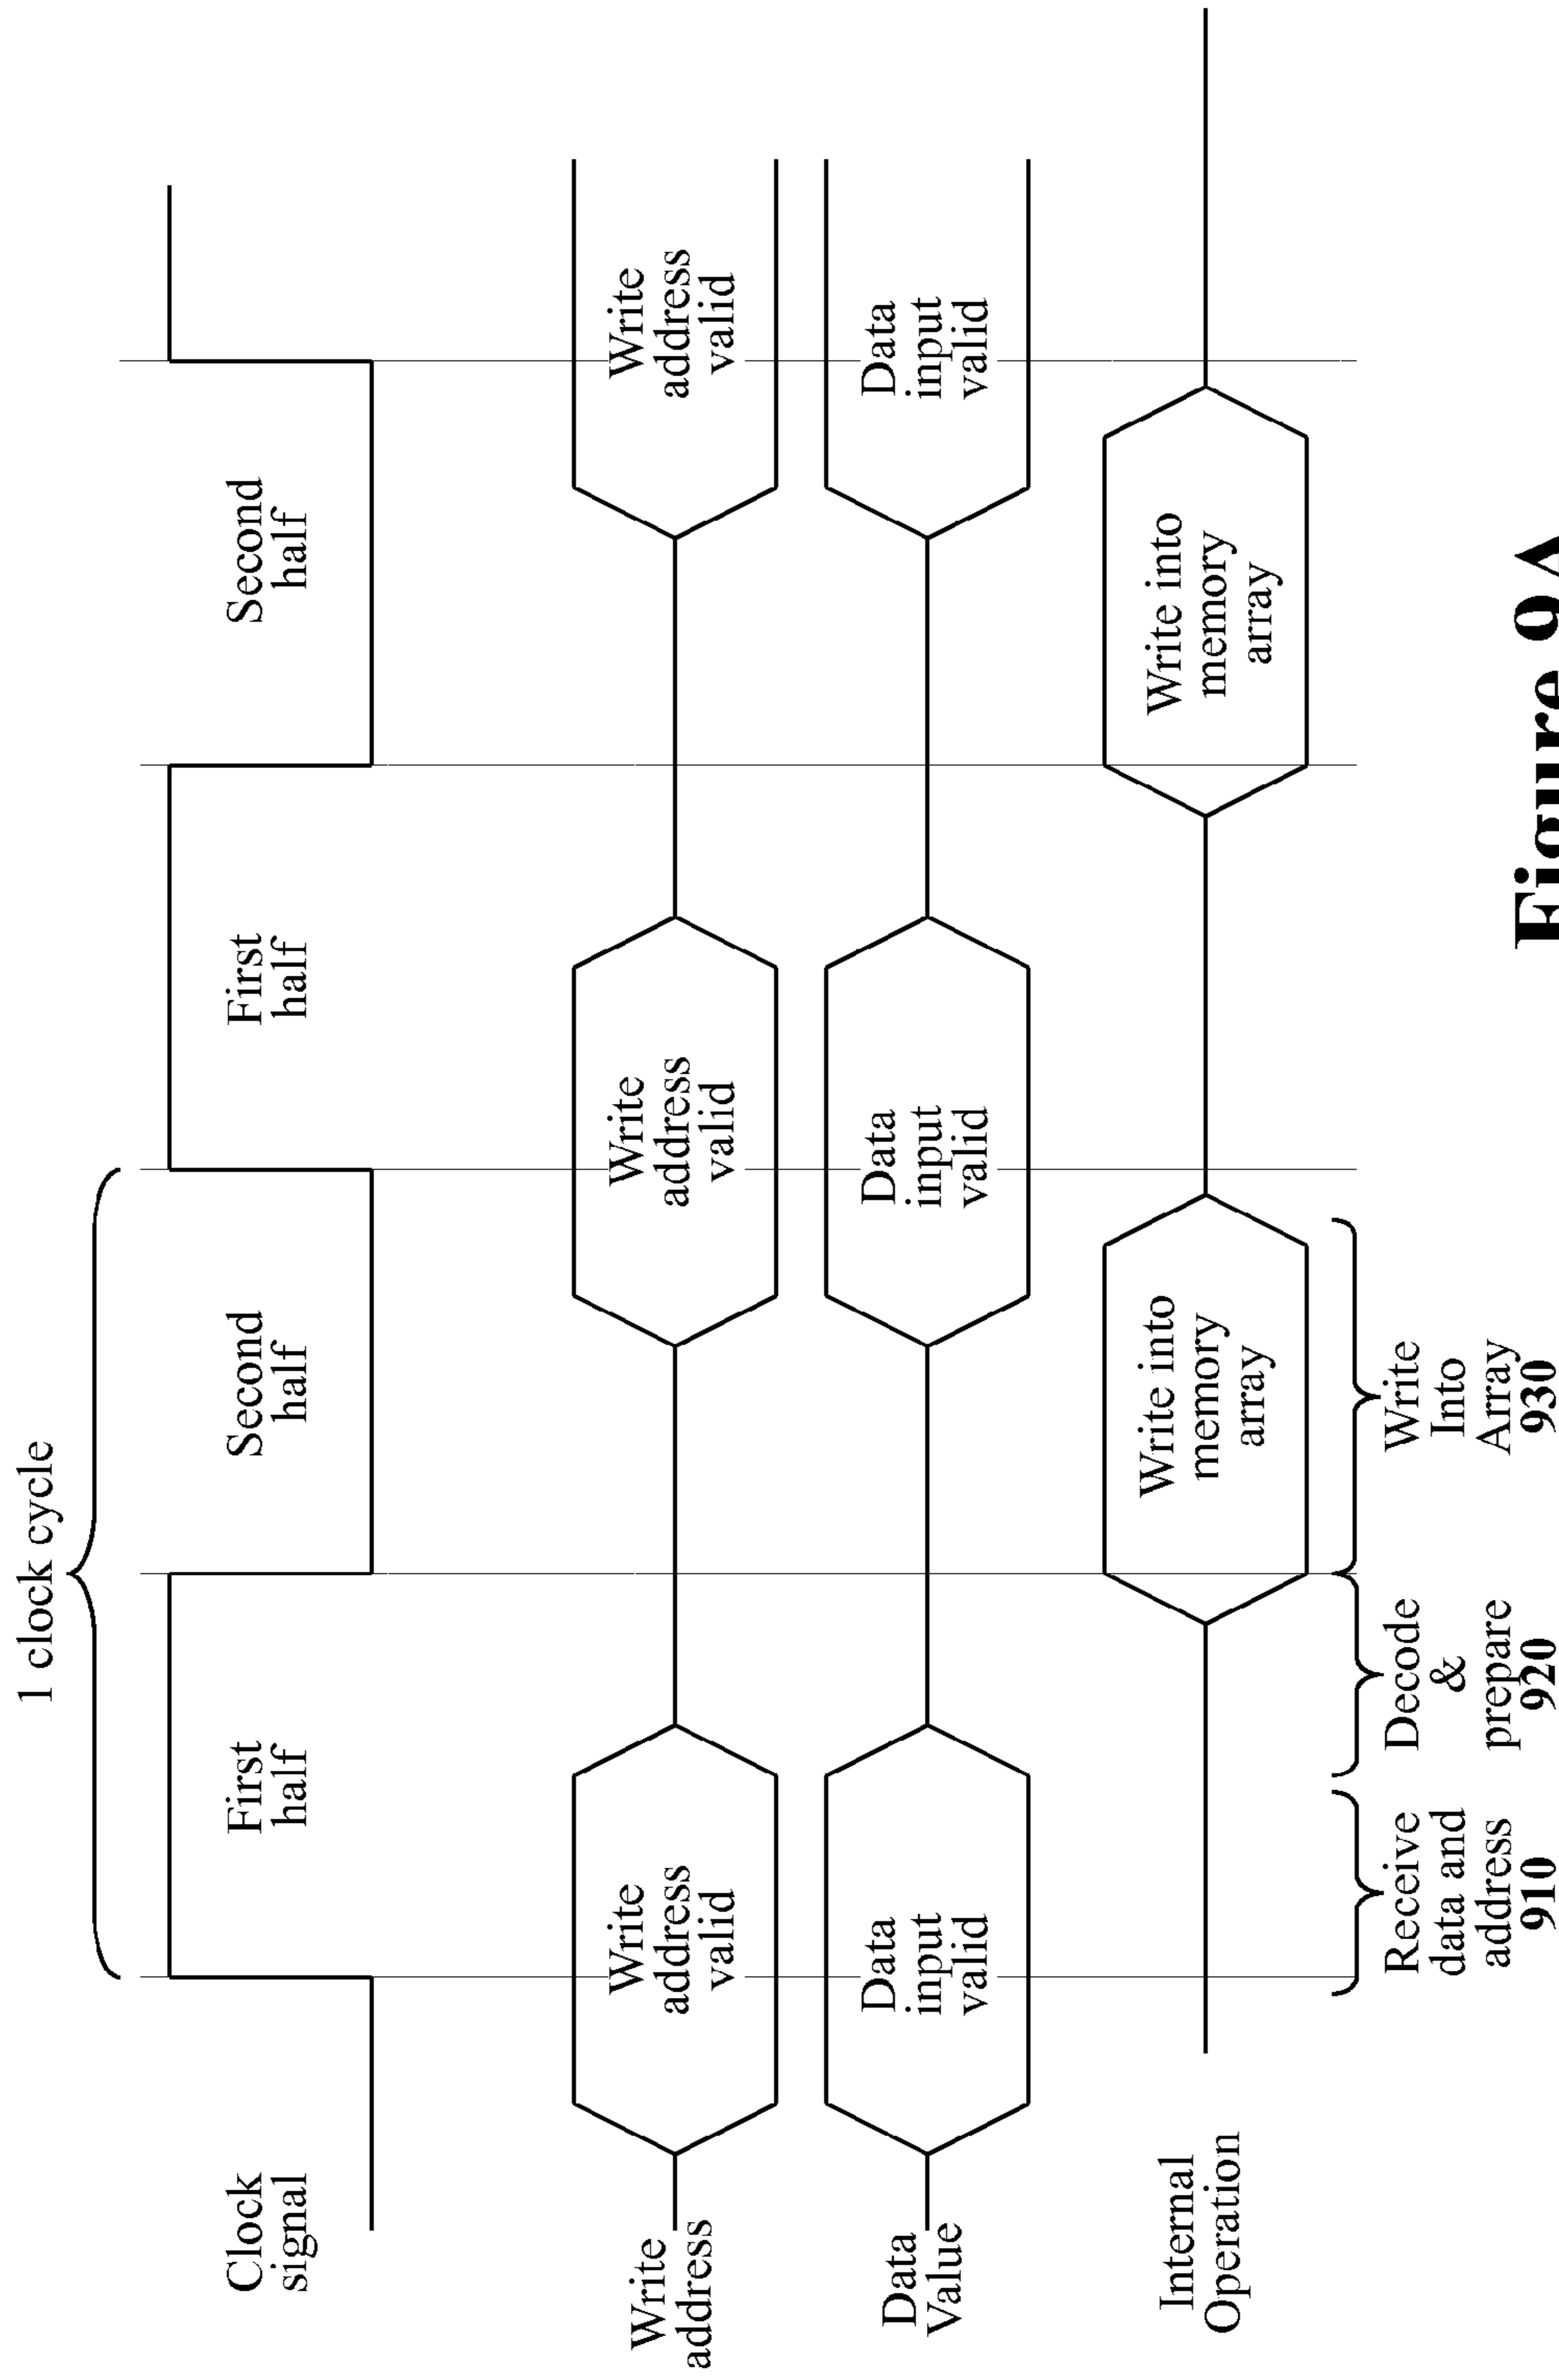 1 clock cycle
Clock
signal
First
half
Second
half
First
half
Second
half
Write
address
Write
address
valid
Write
address
valid
Write
address
valid
Data
Value
Data
input
valid
Data
input
valid
Data
input
valid
Internal
Operation
Write into
memory
array
Write into
memory
array
Receive
data and
address
910
Decode
&
prepare
920
Write
Into
Array
930
Figure 9A